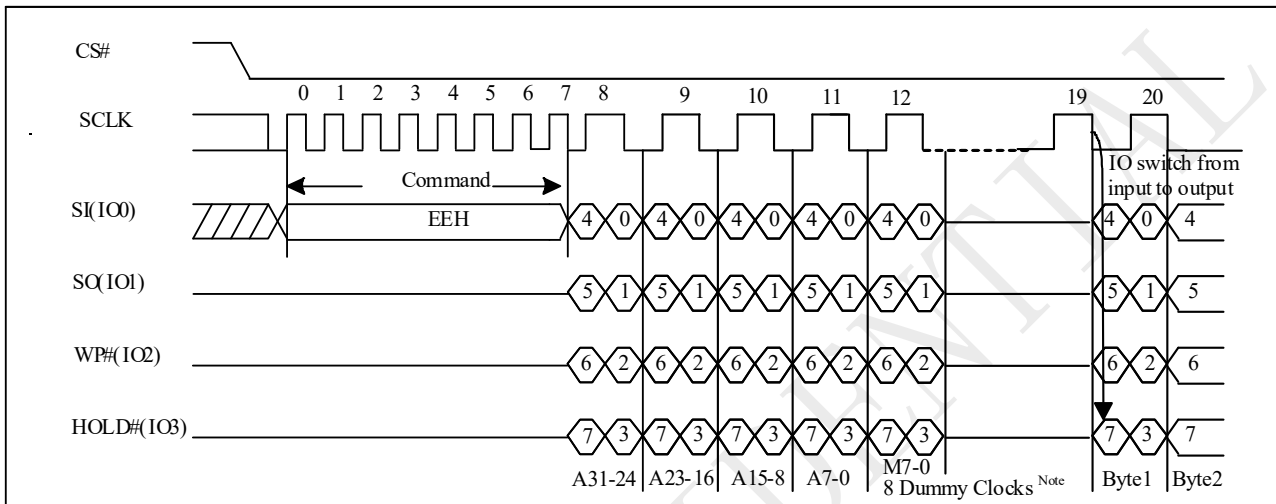 CS#
0 1 2 3 4 5 6 7 8 9 10 11 12 19 20
SCLK
IO switch from
input to output
Command
SI(IO0)
EEH
4 0 4 0 4 0 4 0 4 0 4 0 4
SO(IO1)
5 1 5 1 5 1 5 1 5 1 5 1 5
WP#(IO2)
6 2 6 2 6 2 6 2 6 2 6 2 6
HOLD#(IO3)
7 3 7 3 7 3 7 3 7 3 7 3 7
A31-24 A23-16 A15-8 A7-0 M7-0 Byte1 Byte2
8 Dummy Clocks Note